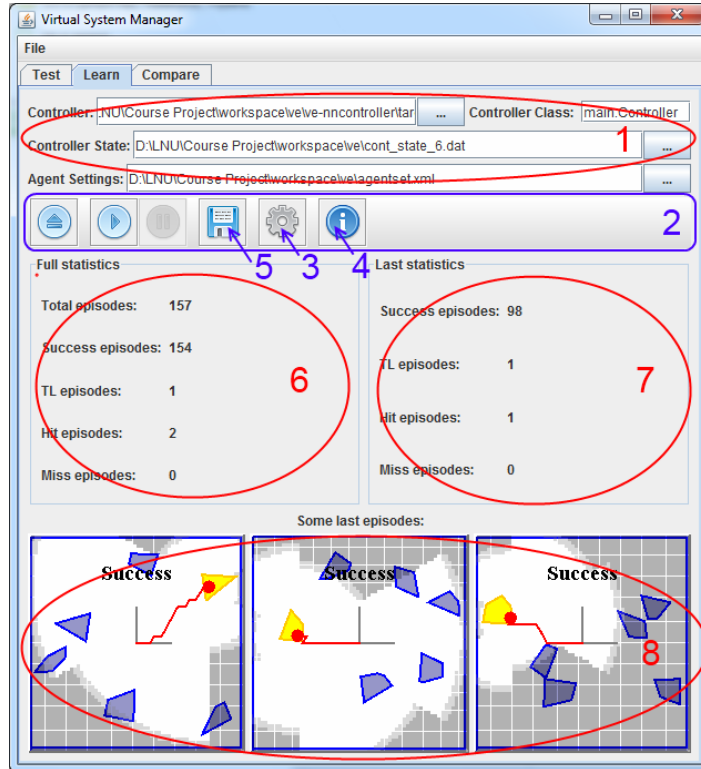 Virtual System Manager
File
Test Learn Compare
Controller: .NU\Course Project\workspace\ve\ve-nncontroller\tar ... Controller Class: main.Controller
1
Controller State: D:\LNU\Course Project\workspace\ve\cont_state_6.dat ...
Agent Settings: D:\LNU\Course Project\workspace\ve\agentset.xml ...
2
5 3 4
Full statistics Last statistics
Total episodes: 157 Success episodes: 98
Success episodes: 154
TL episodes: 1 TL episodes: 1
6 7
Hit episodes: 2 Hit episodes: 1
Miss episodes: 0 Miss episodes: 0
Some last episodes:
Success Success Success
8